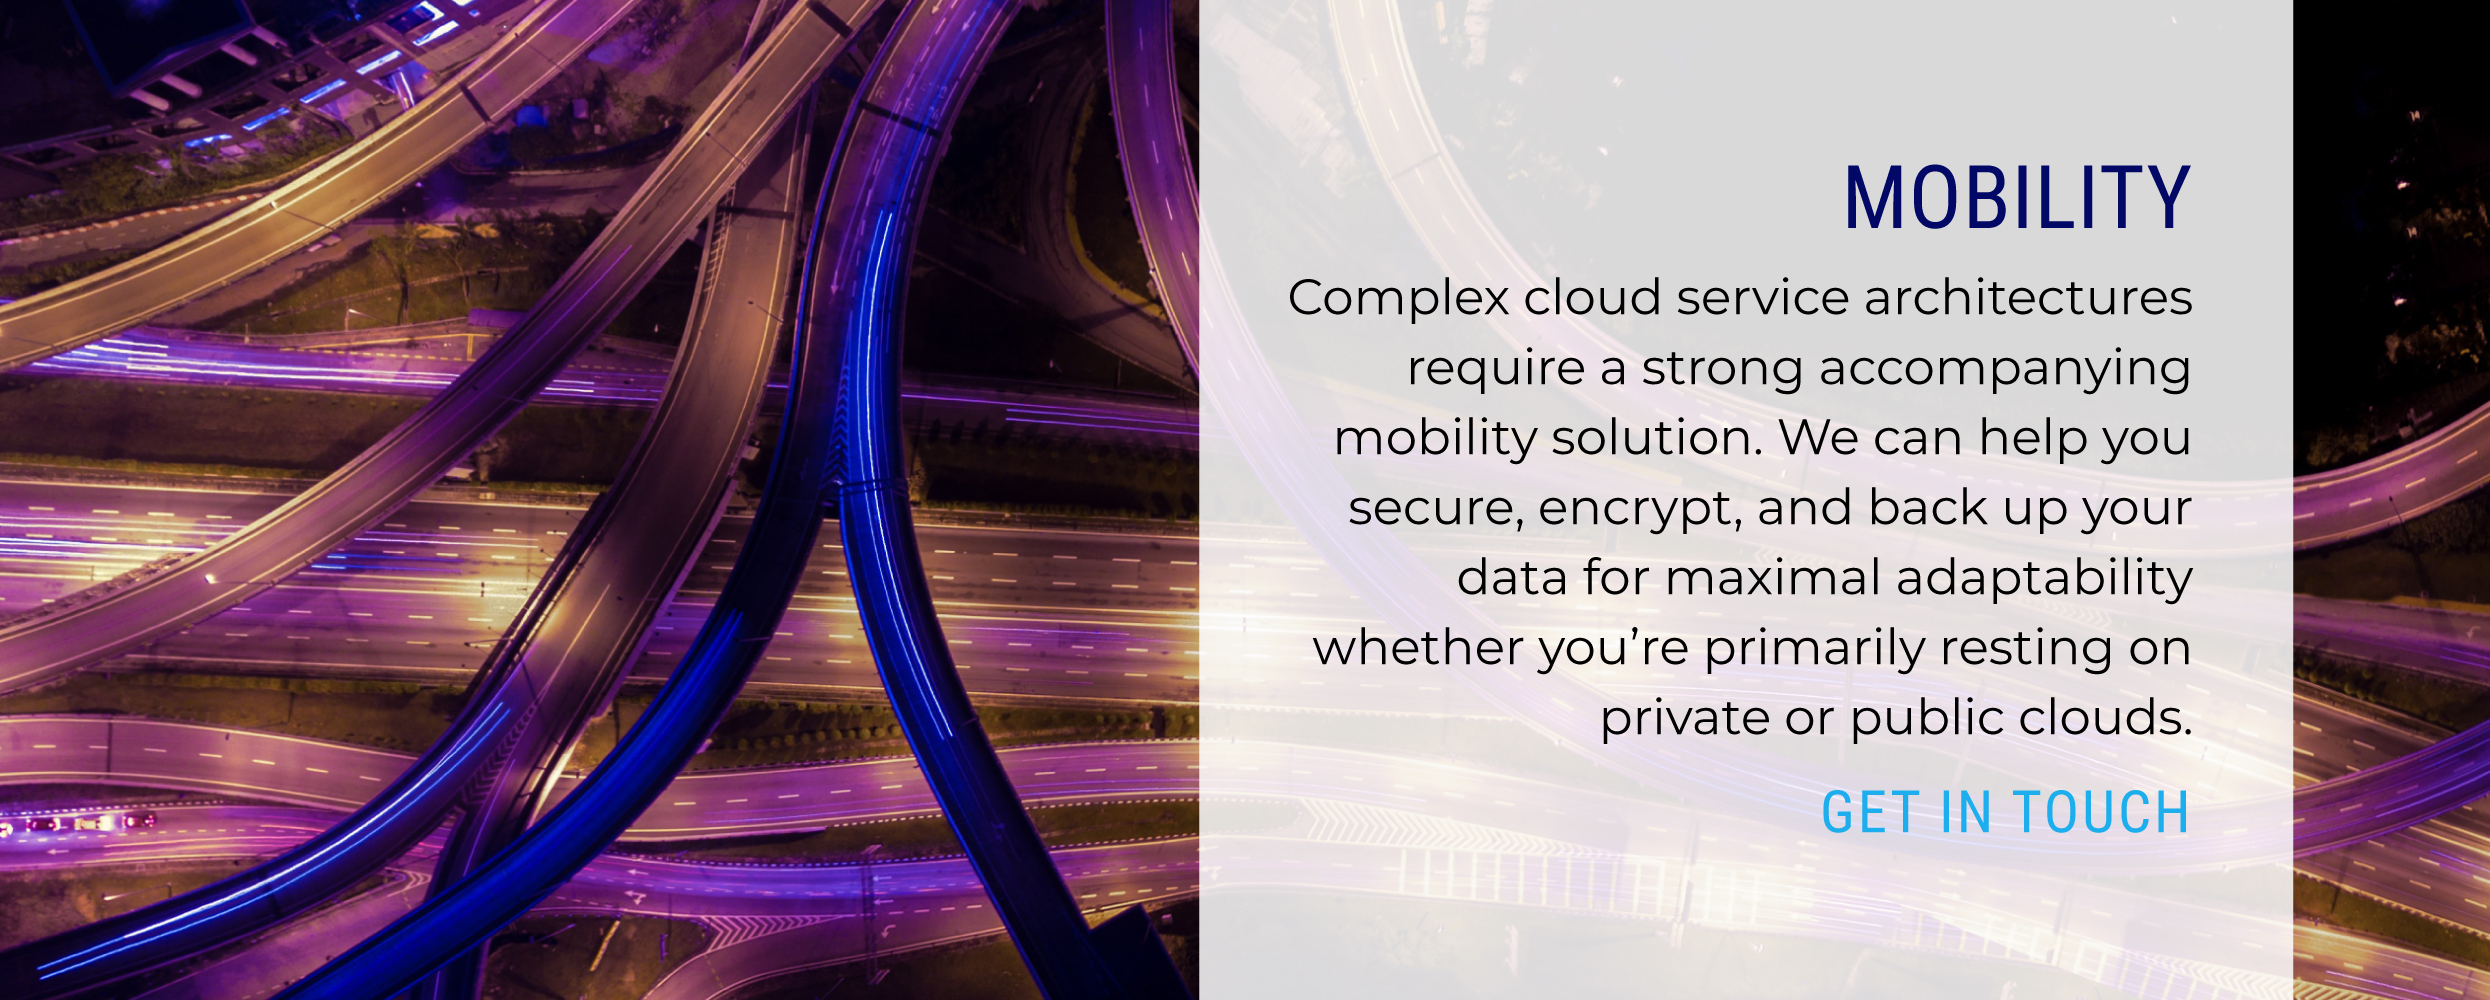 MOBILITY
Complex cloud service architectures
require a strong accompanying
mobility solution. We can help you
secure, encrypt, and back up your
data for maximal adaptability
whether you’re primarily resting on
private or public clouds.
GET IN TOUCH